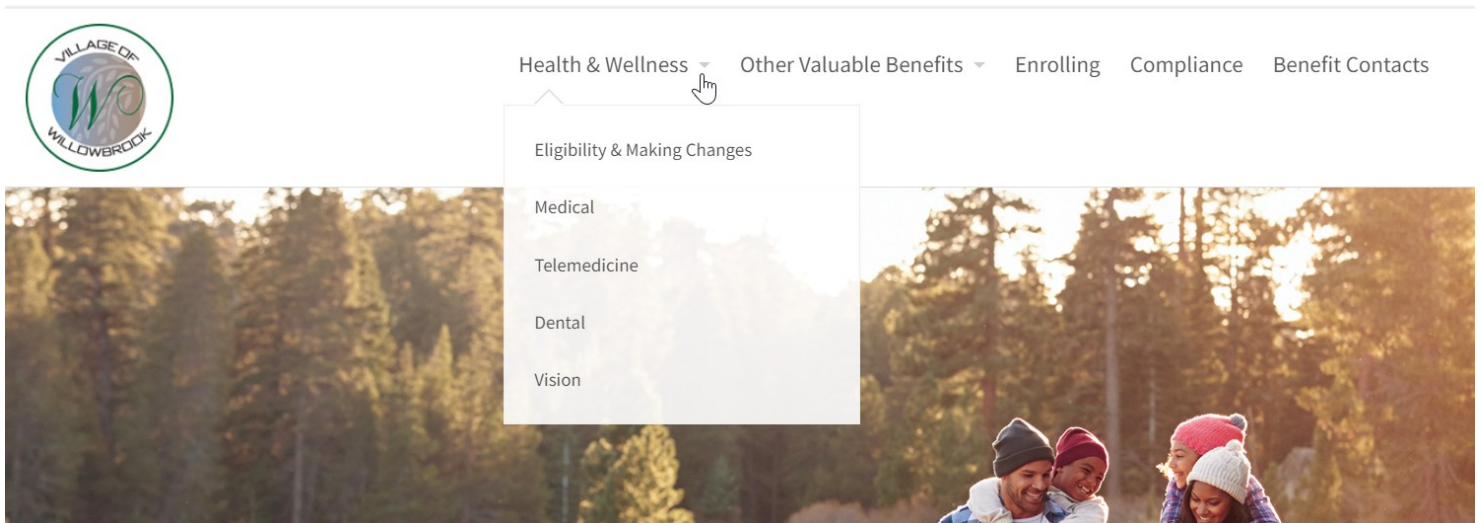 VILLAGE OF
W
WILLOWBROOK
Health & Wellness Other Valuable Benefits Enrolling Compliance Benefit Contacts
Eligibility & Making Changes
Medical
Telemedicine
Dental
Vision